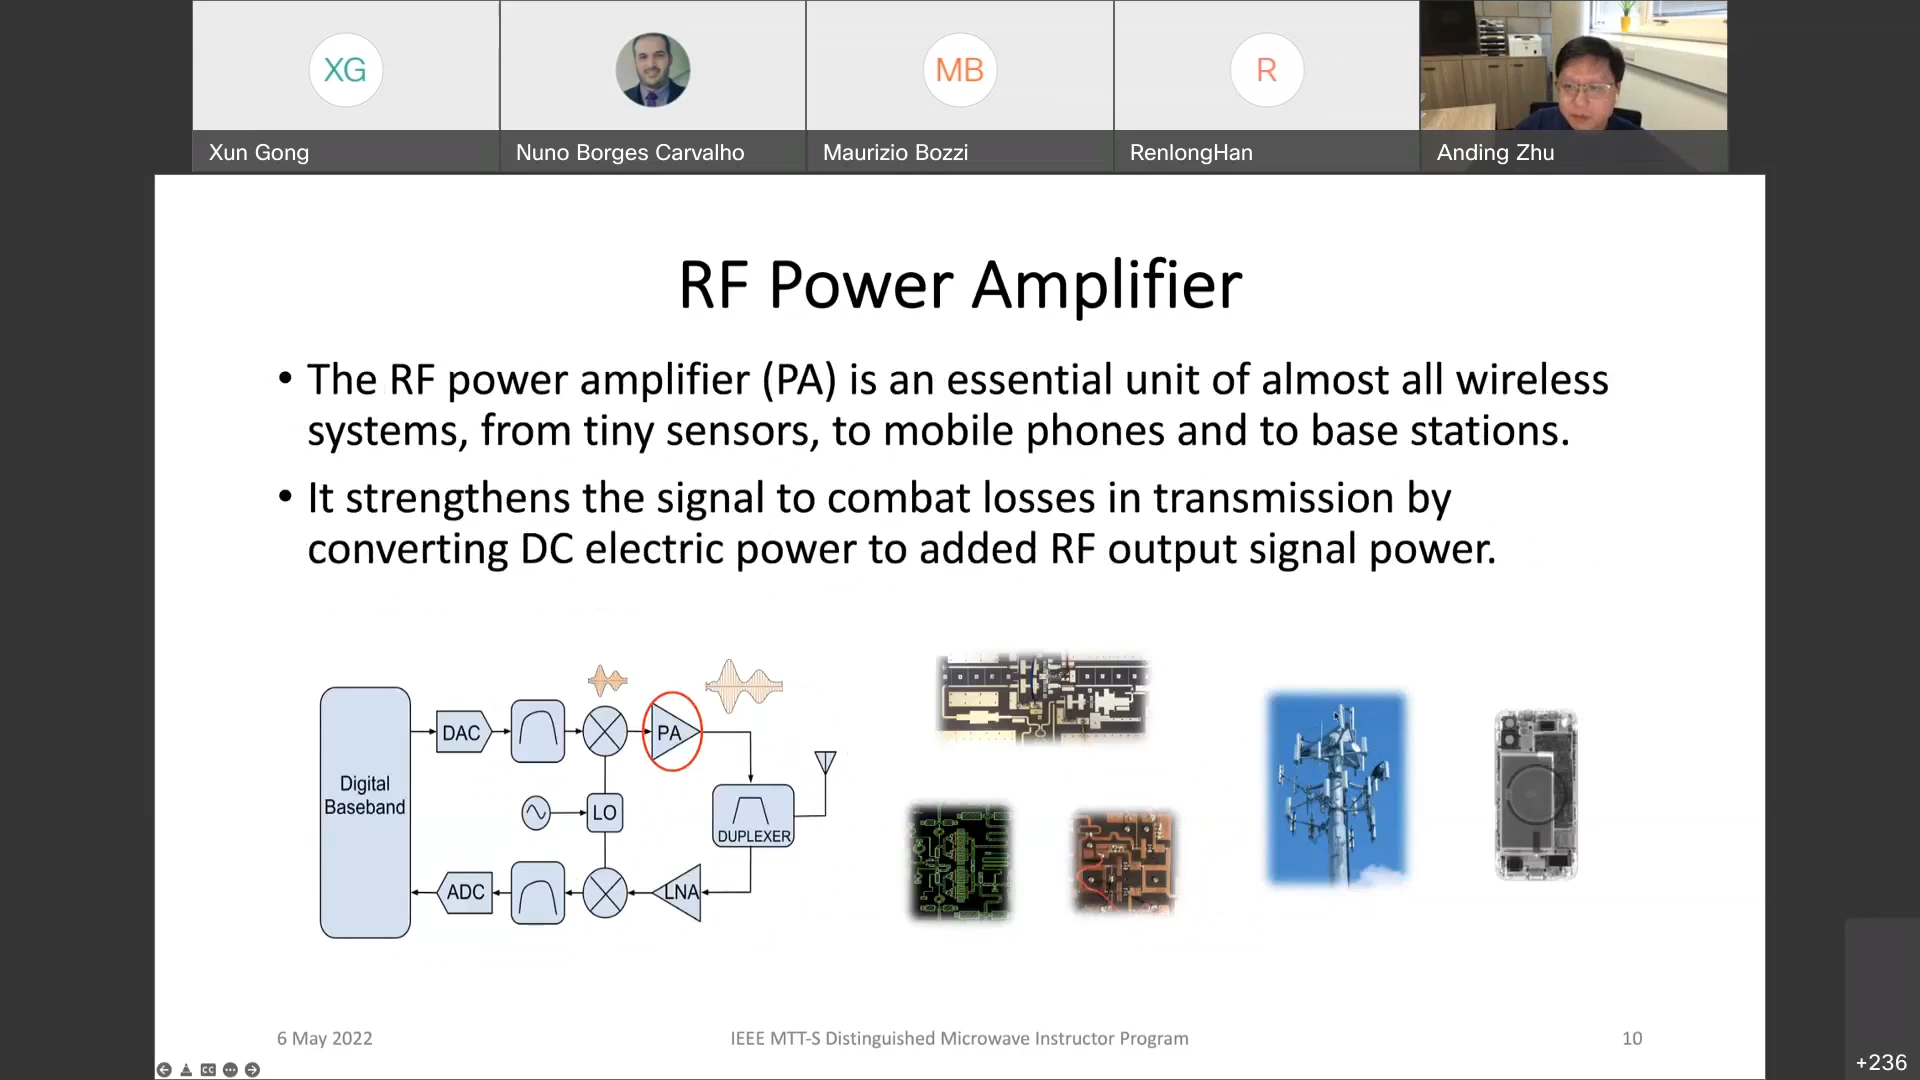 XG
MB
R
Xun Gong
Nuno Borges Carvalho
Maurizio Bozzi
RenlongHan
Anding Zhu
RF Power Amplifier
• The RF power amplifier (PA) is an essential unit of almost all wireless
systems, from tiny sensors, to mobile phones and to base stations.
• It strengthens the signal to combat losses in transmission by
converting DC electric power to added RF output signal power.
DAC
PA
Digital
Baseband
LO
DUPLEXER
ADC
LNA
6 May 2022
IEEE MTT-S Distinguished Microwave Instructor Program
10
CC
+236